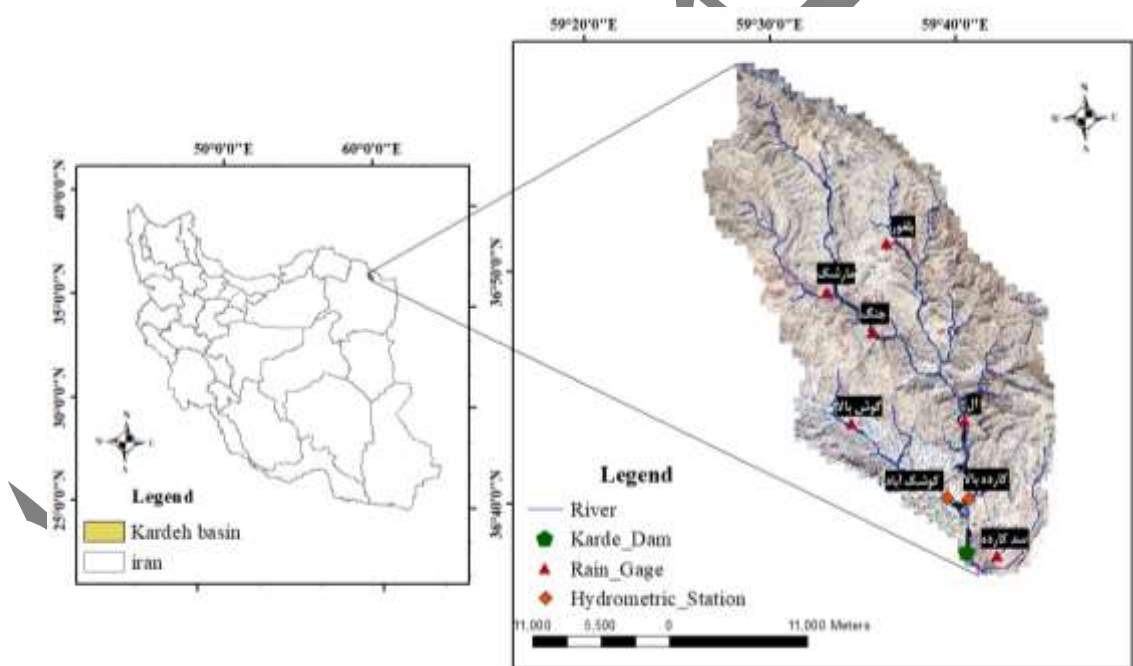 59°20'0"E 59°30'0"E 59°40'0"E
50°0'0"E 60°0'0"E
40°0'0"N
35°0'0"N
30°0'0"N
25°0'0"N
N
W
Legend
Kardeh basin
iran
36°50'0"N
36°40'0"N
N
W E
بلغور
مارشک
جنگ
آل
کوش بالا
کوشک آباد
کارده بالا
سد کارده
Legend
River
Karde_Dam
Rain_Gage
Hydrometric_Station
11,000 5,500 0 11,000 Meters